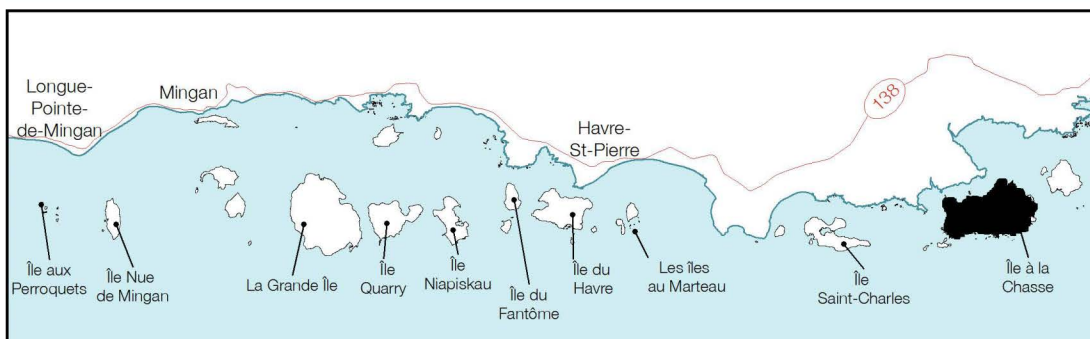 Longue-
Pointe-
de-Mingan
Mingan
Havre-
St-Pierre
138
Île aux
Perroquets
Île Nue
de Mingan
La Grande Île
Île
Quarry
Île
Niapiskau
Île du
Fantôme
Île du
Havre
Les îles
au Marteau
Île
Saint-Charles
Île à la
Chasse